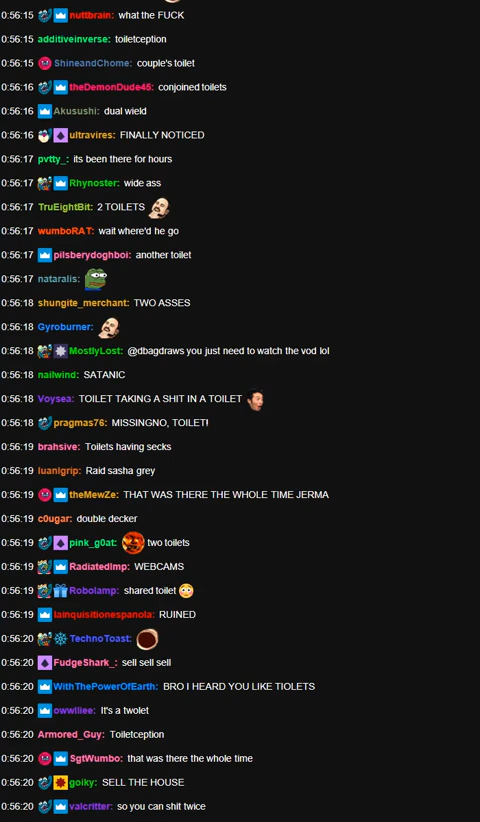 0:56:15 nuttbrain: what the FUCK
0:56:15 additiveinverse: toiletception
0:56:15 ShineandChome: couple's toilet
0:56:16 theDemonDude45: conjoined toilets
0:56:16 Akusushi: dual wield
0:56:16 ultravires: FINALLY NOTICED
0:56:17 pvtty_: its been there for hours
0:56:17 Rhynoster: wide ass
0:56:17 TruEightBit: 2 TOILETS
0:56:17 wumboRAT: wait where'd he go
0:56:17 pilsberydoghboi: another toilet
0:56:17 nataralis:
0:56:18 shungite_merchant: TWO ASSES
0:56:18 Gyroburner:
0:56:18 MostlyLost: @dbagdraws you just need to watch the vod lol
0:56:18 nailwind: SATANIC
0:56:18 Voysea: TOILET TAKING A SHIT IN A TOILET
0:56:18 pragmas76: MISSINGNO, TOILET!
0:56:19 brahsive: Toilets having secks
0:56:19 luanlgrip: Raid sasha grey
0:56:19 theMewZe: THAT WAS THERE THE WHOLE TIME JERMA
0:56:19 c0ugar: double decker
0:56:19 pink_g0at: two toilets
0:56:19 RadiatedImp: WEBCAMS
0:56:19 Robolamp: shared toilet
0:56:19 lainquisitionespanola: RUINED
0:56:20 TechnoToast:
0:56:20 FudgeShark_: sell sell sell
0:56:20 WithThePowerOfEarth: BRO I HEARD YOU LIKE TIOLETS
0:56:20 owwlliee: It's a twolet
0:56:20 Armored_Guy: Toiletception
0:56:20 SgtWumbo: that was there the whole time
0:56:20 goiky: SELL THE HOUSE
0:56:20 valcritter: so you can shit twice